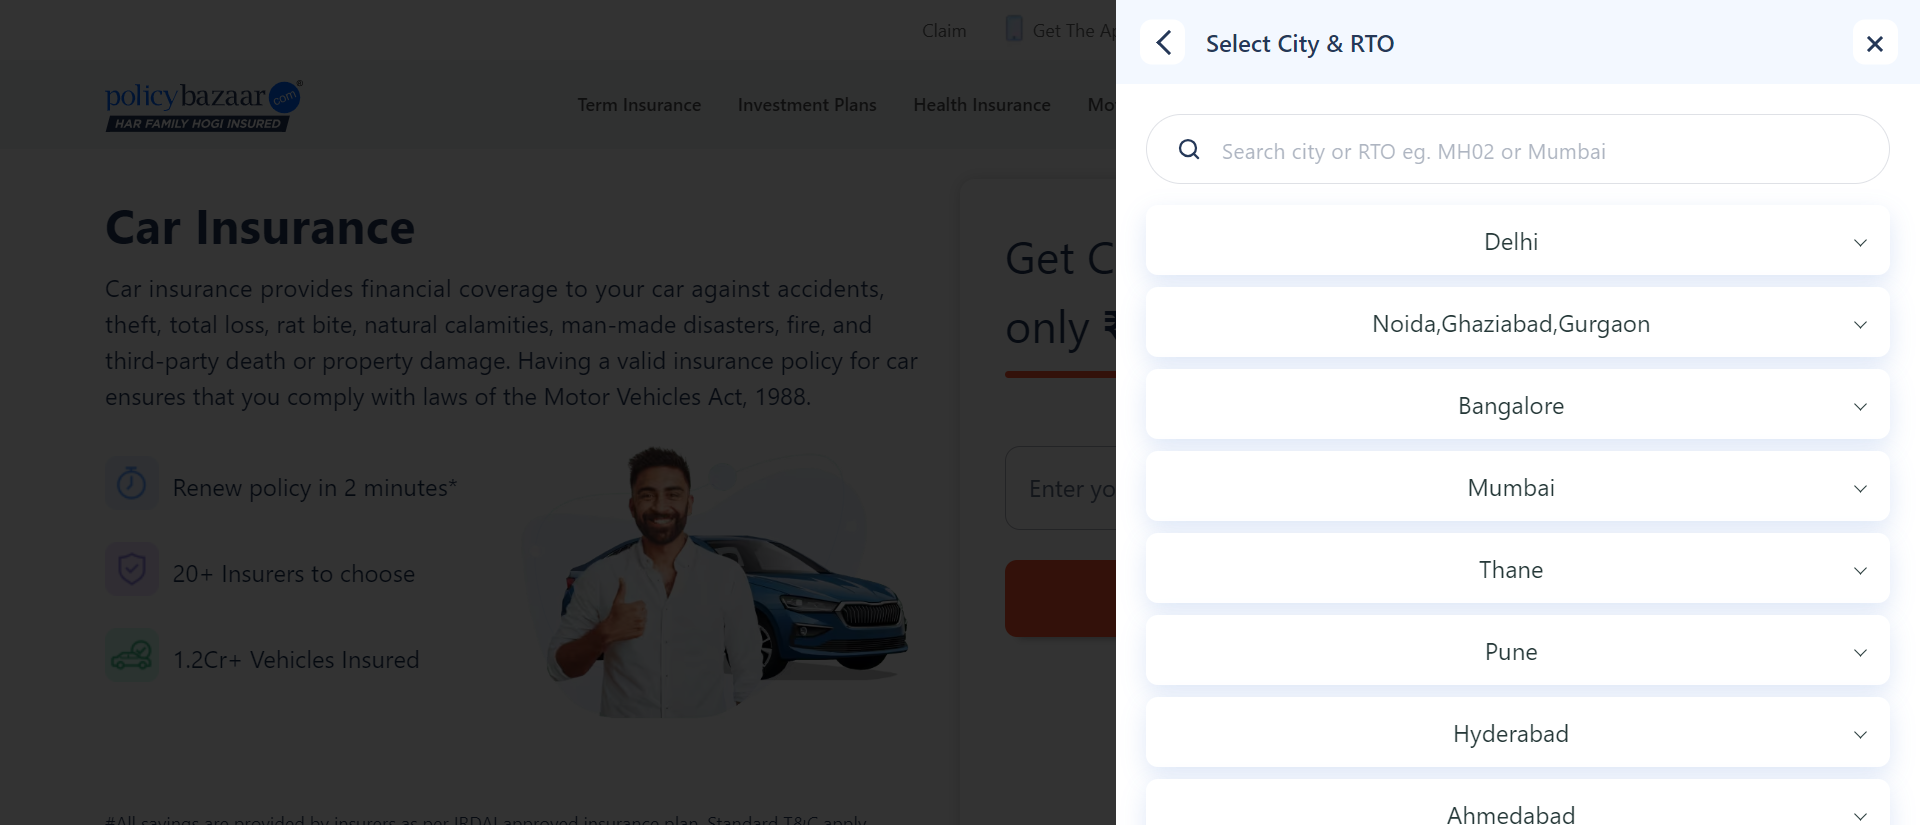 Claim
Get The Ap
policybazaar.com®
HAR FAMILY HOGI INSURED
Term Insurance
Investment Plans
Health Insurance
Mo
Car Insurance
Car insurance provides financial coverage to your car against accidents,
theft, total loss, rat bite, natural calamities, man-made disasters, fire, and
third-party death or property damage. Having a valid insurance policy for car
ensures that you comply with laws of the Motor Vehicles Act, 1988.
Renew policy in 2 minutes*
20+ Insurers to choose
1.2Cr+ Vehicles Insured
#All savings are provided by insurers as per IRDAI approved insurance plan. Standard T&C apply
Get C
only ₹
Enter yo
Select City & RTO
Search city or RTO eg. MH02 or Mumbai
Delhi
Noida,Ghaziabad,Gurgaon
Bangalore
Mumbai
Thane
Pune
Hyderabad
Ahmedabad